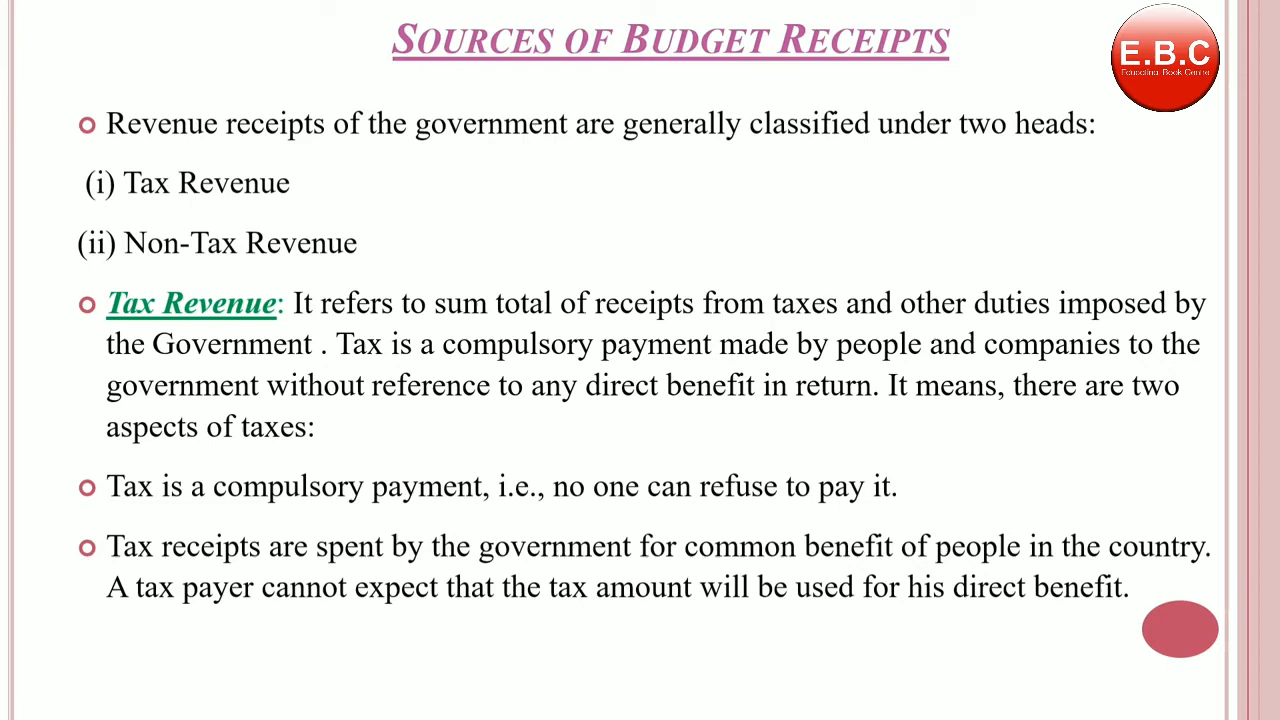 SOURCES OF BUDGET RECEIPTS
E.B.C
Educational Book Centre
Revenue receipts of the government are generally classified under two heads:
(i) Tax Revenue
(ii) Non-Tax Revenue
Tax Revenue: It refers to sum total of receipts from taxes and other duties imposed by
the Government . Tax is a compulsory payment made by people and companies to the
government without reference to any direct benefit in return. It means, there are two
aspects of taxes:
Tax is a compulsory payment, i.e., no one can refuse to pay it.
Tax receipts are spent by the government for common benefit of people in the country.
A tax payer cannot expect that the tax amount will be used for his direct benefit.